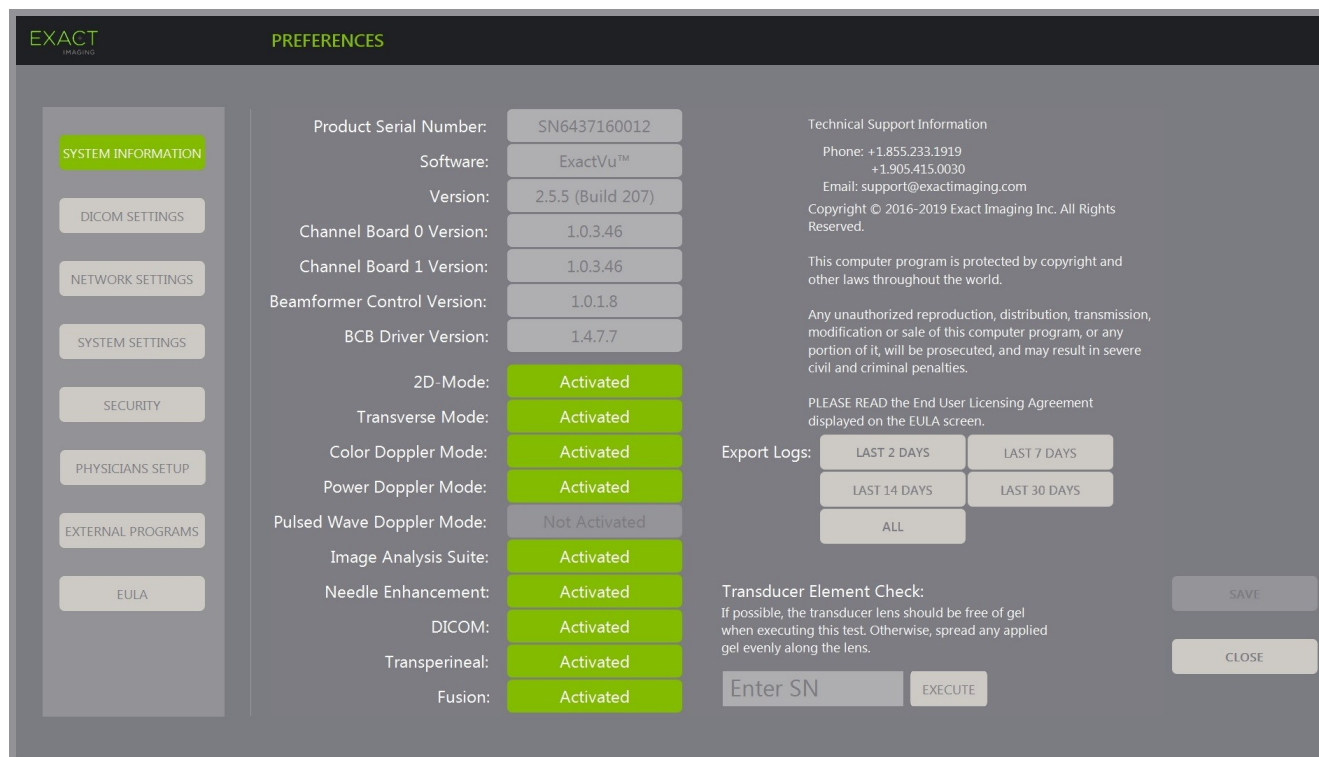 EXACT
IMAGING
PREFERENCES
SYSTEM INFORMATION
DICOM SETTINGS
NETWORK SETTINGS
SYSTEM SETTINGS
SECURITY
PHYSICIANS SETUP
EXTERNAL PROGRAMS
EULA
Product Serial Number: SN6437160012
Software: ExactVu™
Version: 2.5.5 (Build 207)
Channel Board 0 Version: 1.0.3.46
Channel Board 1 Version: 1.0.3.46
Beamformer Control Version: 1.0.1.8
BCB Driver Version: 1.4.7.7
2D-Mode: Activated
Transverse Mode: Activated
Color Doppler Mode: Activated
Power Doppler Mode: Activated
Pulsed Wave Doppler Mode: Not Activated
Image Analysis Suite: Activated
Needle Enhancement: Activated
DICOM: Activated
Transperineal: Activated
Fusion: Activated
Technical Support Information
Phone: +1.855.233.1919
+1.905.415.0030
Email: support@exactimaging.com
Copyright © 2016-2019 Exact Imaging Inc. All Rights
Reserved.
This computer program is protected by copyright and
other laws throughout the world.
Any unauthorized reproduction, distribution, transmission,
modification or sale of this computer program, or any
portion of it, will be prosecuted, and may result in severe
civil and criminal penalties.
PLEASE READ the End User Licensing Agreement
displayed on the EULA screen.
Export Logs: LAST 2 DAYS LAST 7 DAYS
LAST 14 DAYS LAST 30 DAYS
ALL
Transducer Element Check:
If possible, the transducer lens should be free of gel
when executing this test. Otherwise, spread any applied
gel evenly along the lens.
Enter SN EXECUTE
SAVE
CLOSE